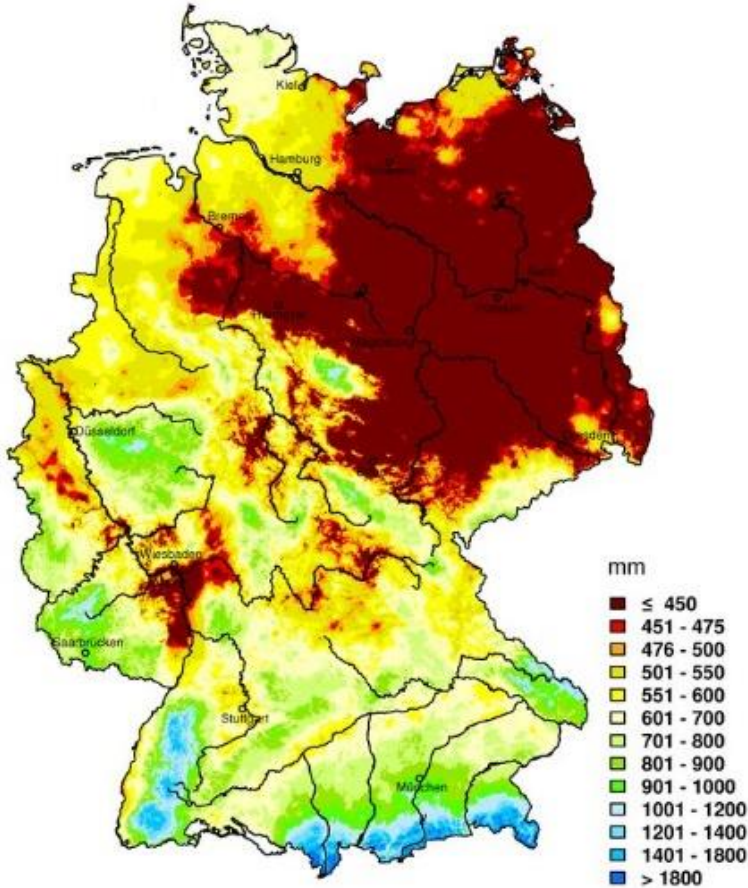 Kiel
Hamburg
Breme
Düsseldorf
Wiesbaden
Saarbrücken
Stuttgart
München
mm
≤ 450
451 - 475
476 - 500
501 - 550
551 - 600
601 - 700
701 - 800
801 - 900
901 - 1000
1001 - 1200
1201 - 1400
1401 - 1800
> 1800